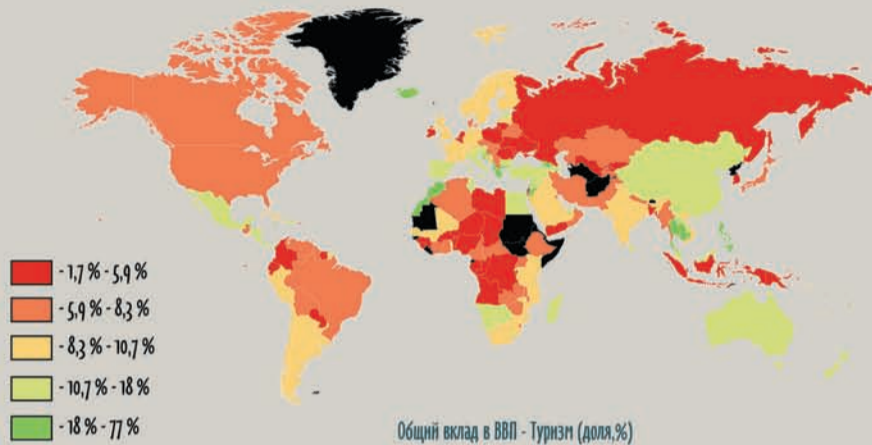 - 1,7 % - 5,9 %
- 5,9 % - 8,3 %
- 8,3 % - 10,7 %
- 10,7 % - 18 %
- 18 % - 77 %
Общий вклад в ВВП - Туризм (доля,%)